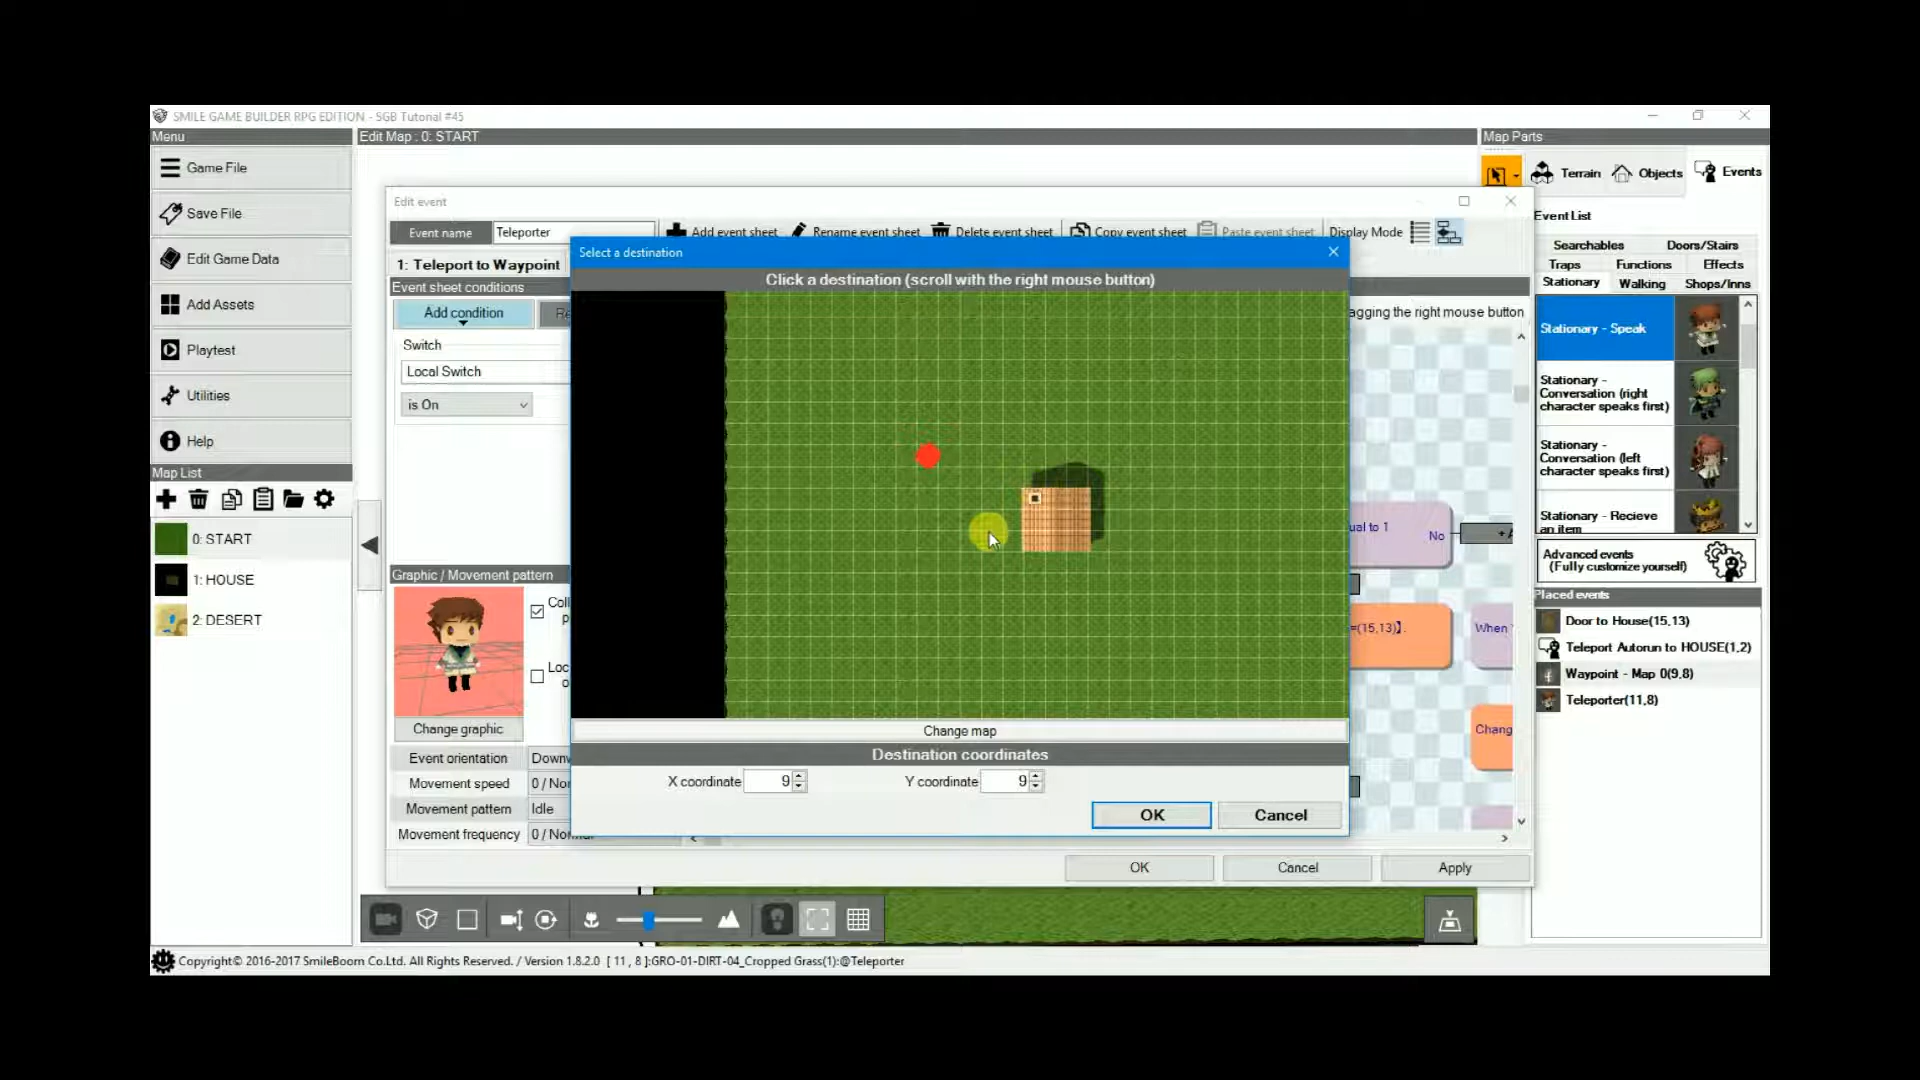 SMILE GAME BUILDER RPG EDITION - SGB Tutorial #45
Menu
Edit Map : 0: START
Map Parts
Game File
Save File
Edit Game Data
Add Assets
Playtest
Utilities
Help
Map List
0: START
1: HOUSE
2: DESERT
Edit event
Event name
Teleporter
Add event sheet
Rename event sheet
Delete event sheet
Copy event sheet
Paste event sheet
Display Mode
1: Teleport to Waypoint
Event sheet conditions
Add condition
Switch
Local Switch
is On
agging the right mouse button
Select a destination
Click a destination (scroll with the right mouse button)
Change map
Destination coordinates
X coordinate
9
Y coordinate
9
OK
Cancel
ual to 1
No
=(15,13)】.
When
Chang
Graphic / Movement pattern
Change graphic
Event orientation
Movement speed
0 / Nor
Movement pattern
Idle
Movement frequency
0 / Normal
OK
Cancel
Apply
Terrain
Objects
Events
Event List
Searchables
Doors/Stairs
Traps
Functions
Effects
Stationary
Walking
Shops/Inns
Stationary - Speak
Stationary -
Conversation (right
character speaks first)
Stationary -
Conversation (left
character speaks first)
Stationary - Recieve
an item
Advanced events
(Fully customize yourself)
Placed events
Door to House(15,13)
Teleport Autorun to HOUSE(1,2)
Waypoint - Map 0(9,8)
Teleporter(11,8)
Copyright© 2016-2017 SmileBoom Co.Ltd. All Rights Reserved. / Version 1.8.2.0 [ 11 , 8 ]:GRO-01-DIRT-04_Cropped Grass(1):@Teleporter